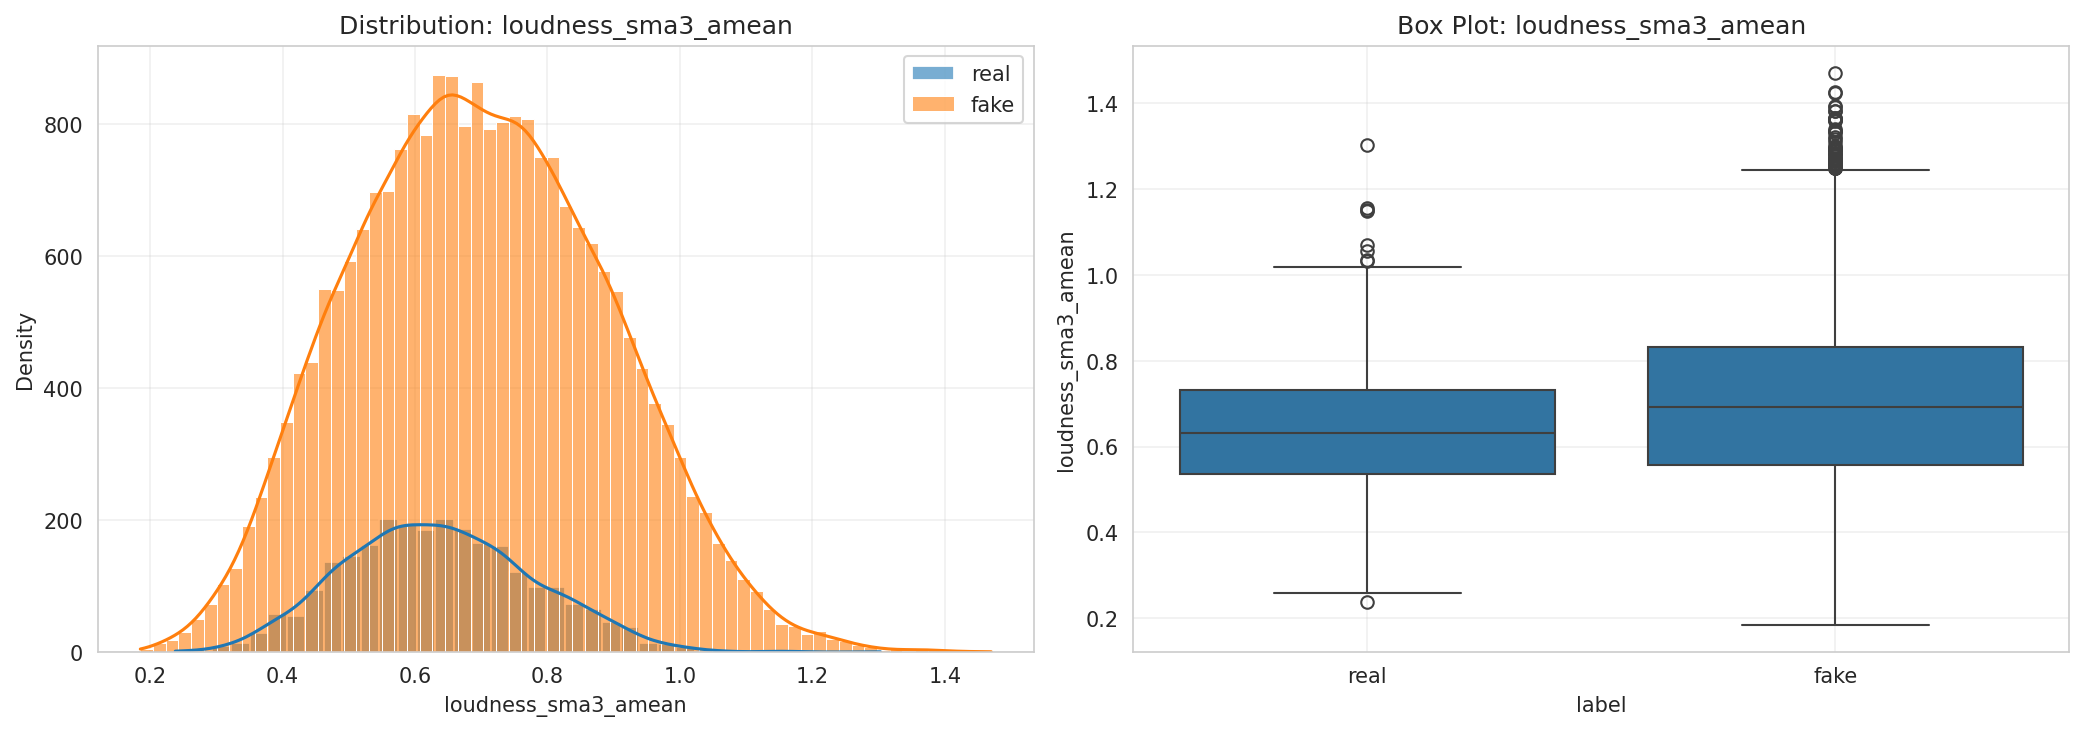 Distribution: loudness_sma3_amean
real
fake
Density
800
600
400
200
0
0.2 0.4 0.6 0.8 1.0 1.2 1.4
loudness_sma3_amean
Box Plot: loudness_sma3_amean
loudness_sma3_amean
1.4
1.2
1.0
0.8
0.6
0.4
0.2
real fake
label